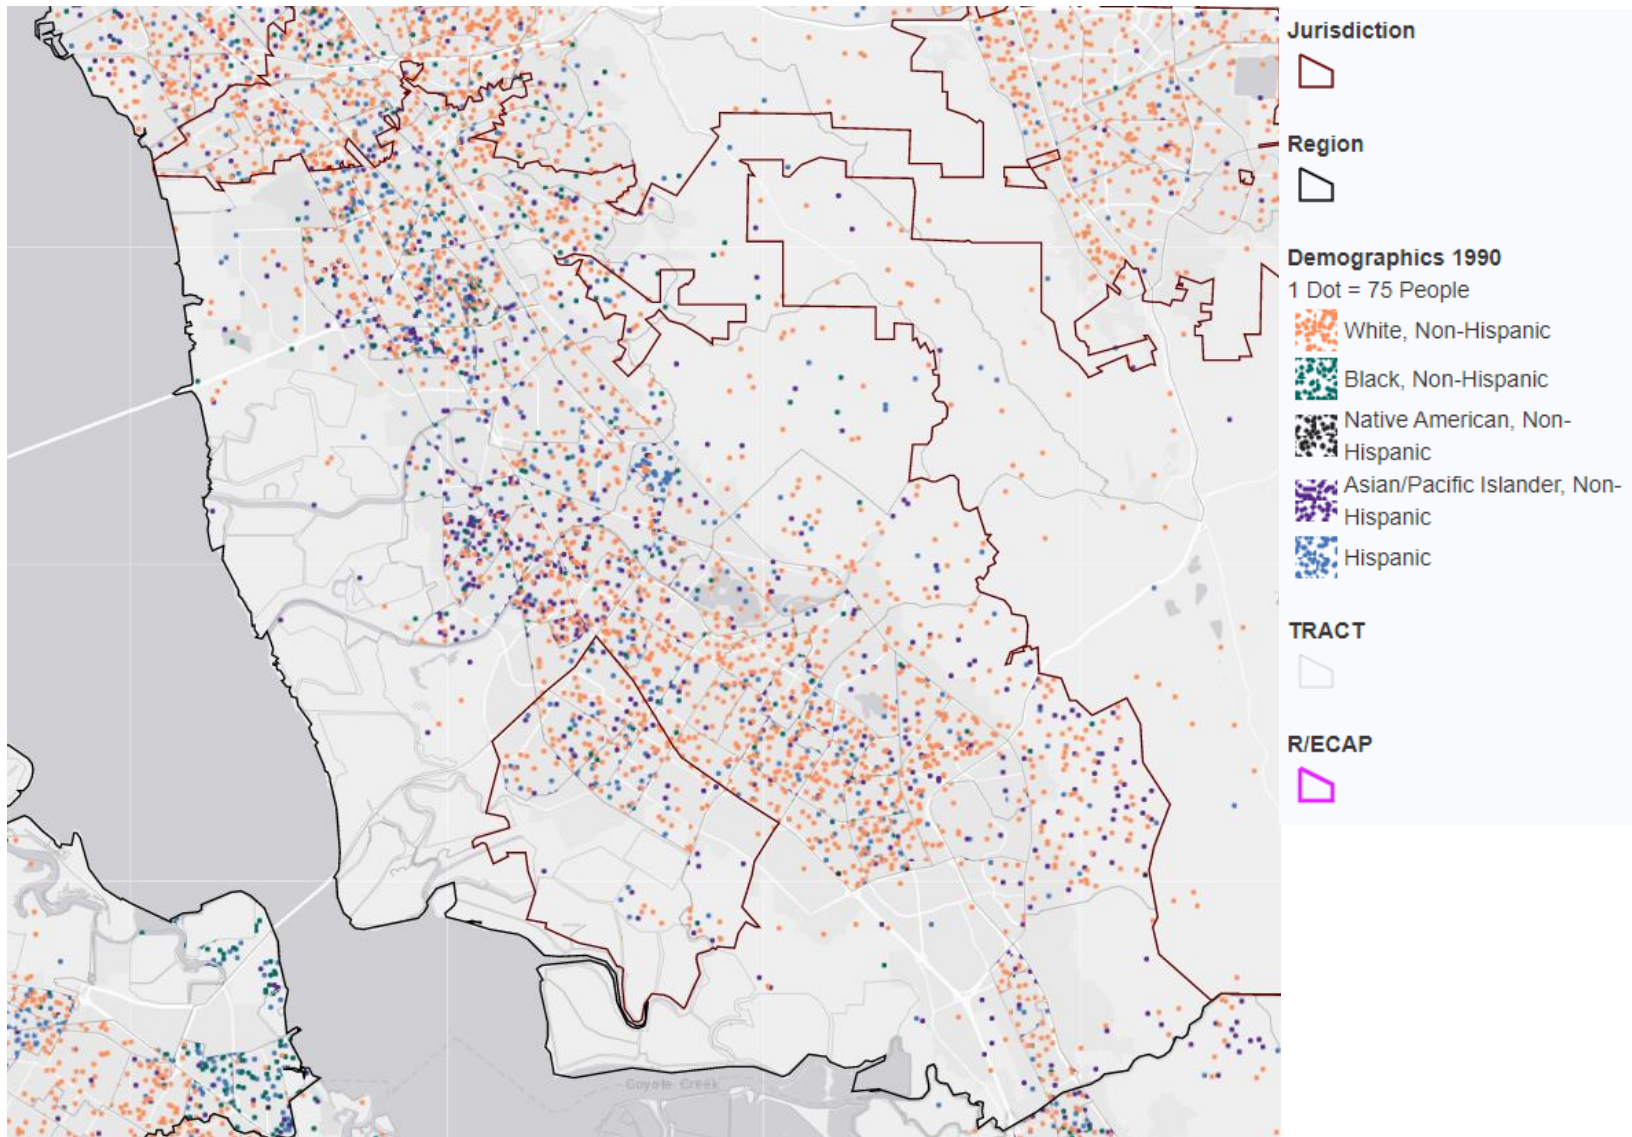 Jurisdiction
Region
Demographics 1990
1 Dot = 75 People
White, Non-Hispanic
Black, Non-Hispanic
Native American, Non-
Hispanic
Asian/Pacific Islander, Non-
Hispanic
Hispanic
TRACT
R/ECAP
Coyote Creek